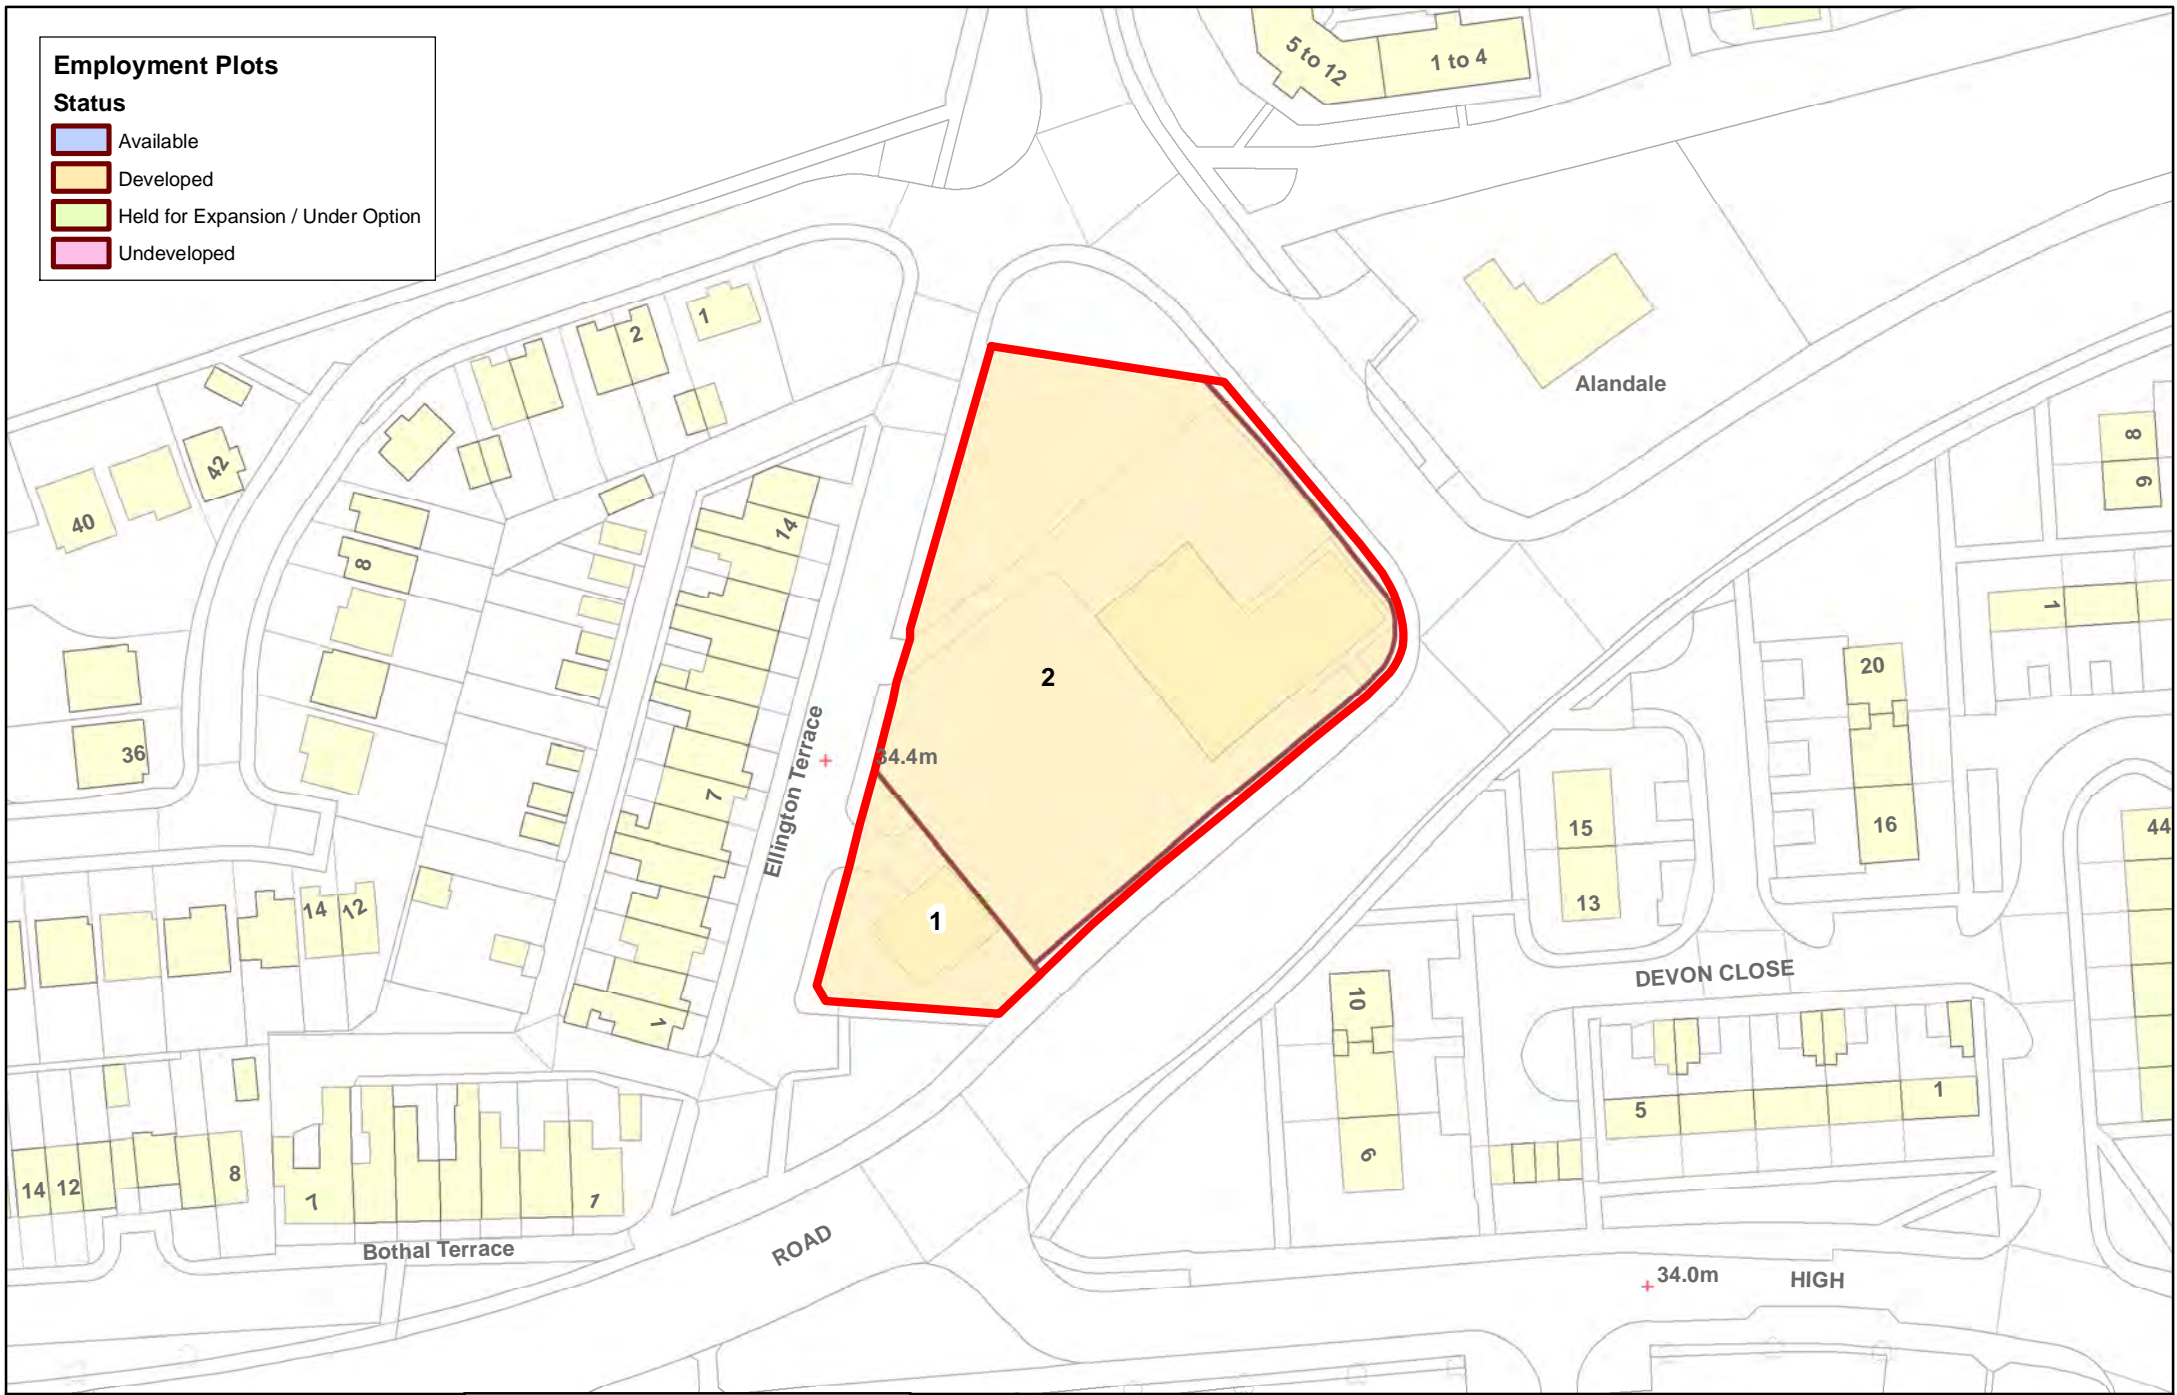 Employment Plots
Status
Available
Developed
Held for Expansion / Under Option
Undeveloped
5 to 12
1 to 4
1
2
Alandale
8
6
42
40
14
8
1
20
2
36
34.4m
Ellington Terrace
7
15
16
44
14
12
1
13
DEVON CLOSE
10
1
5
1
6
14
12
8
7
1
Bothal Terrace
ROAD
34.0m
HIGH